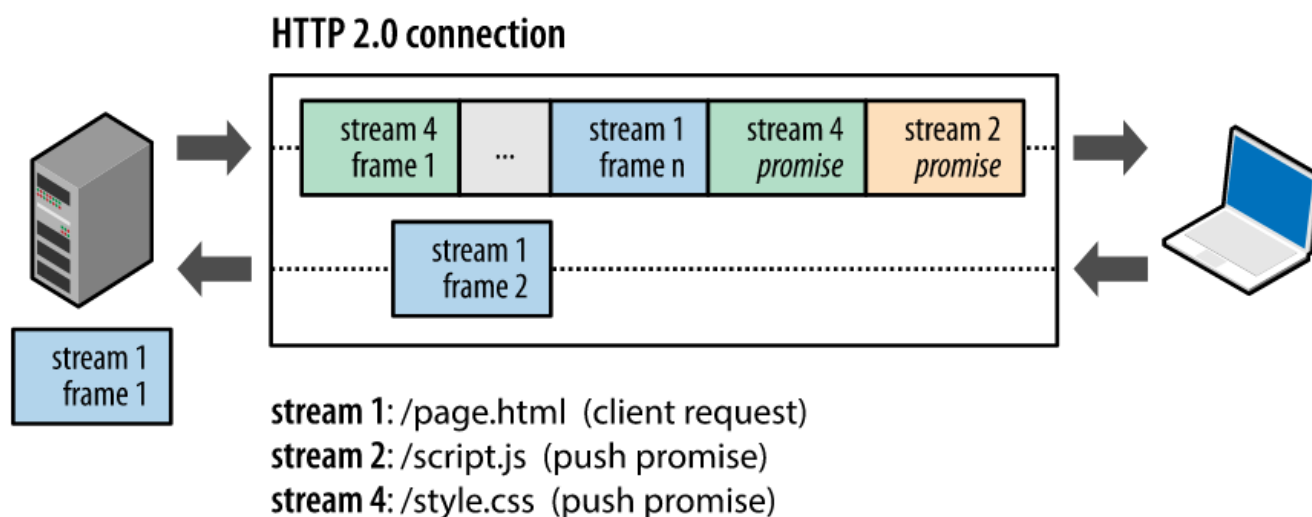 HTTP 2.0 connection
stream 4
frame 1
...
stream 1
frame n
stream 4
promise
stream 2
promise
stream 1
frame 2
stream 1
frame 1
stream 1: /page.html (client request)
stream 2: /script.js (push promise)
stream 4: /style.css (push promise)